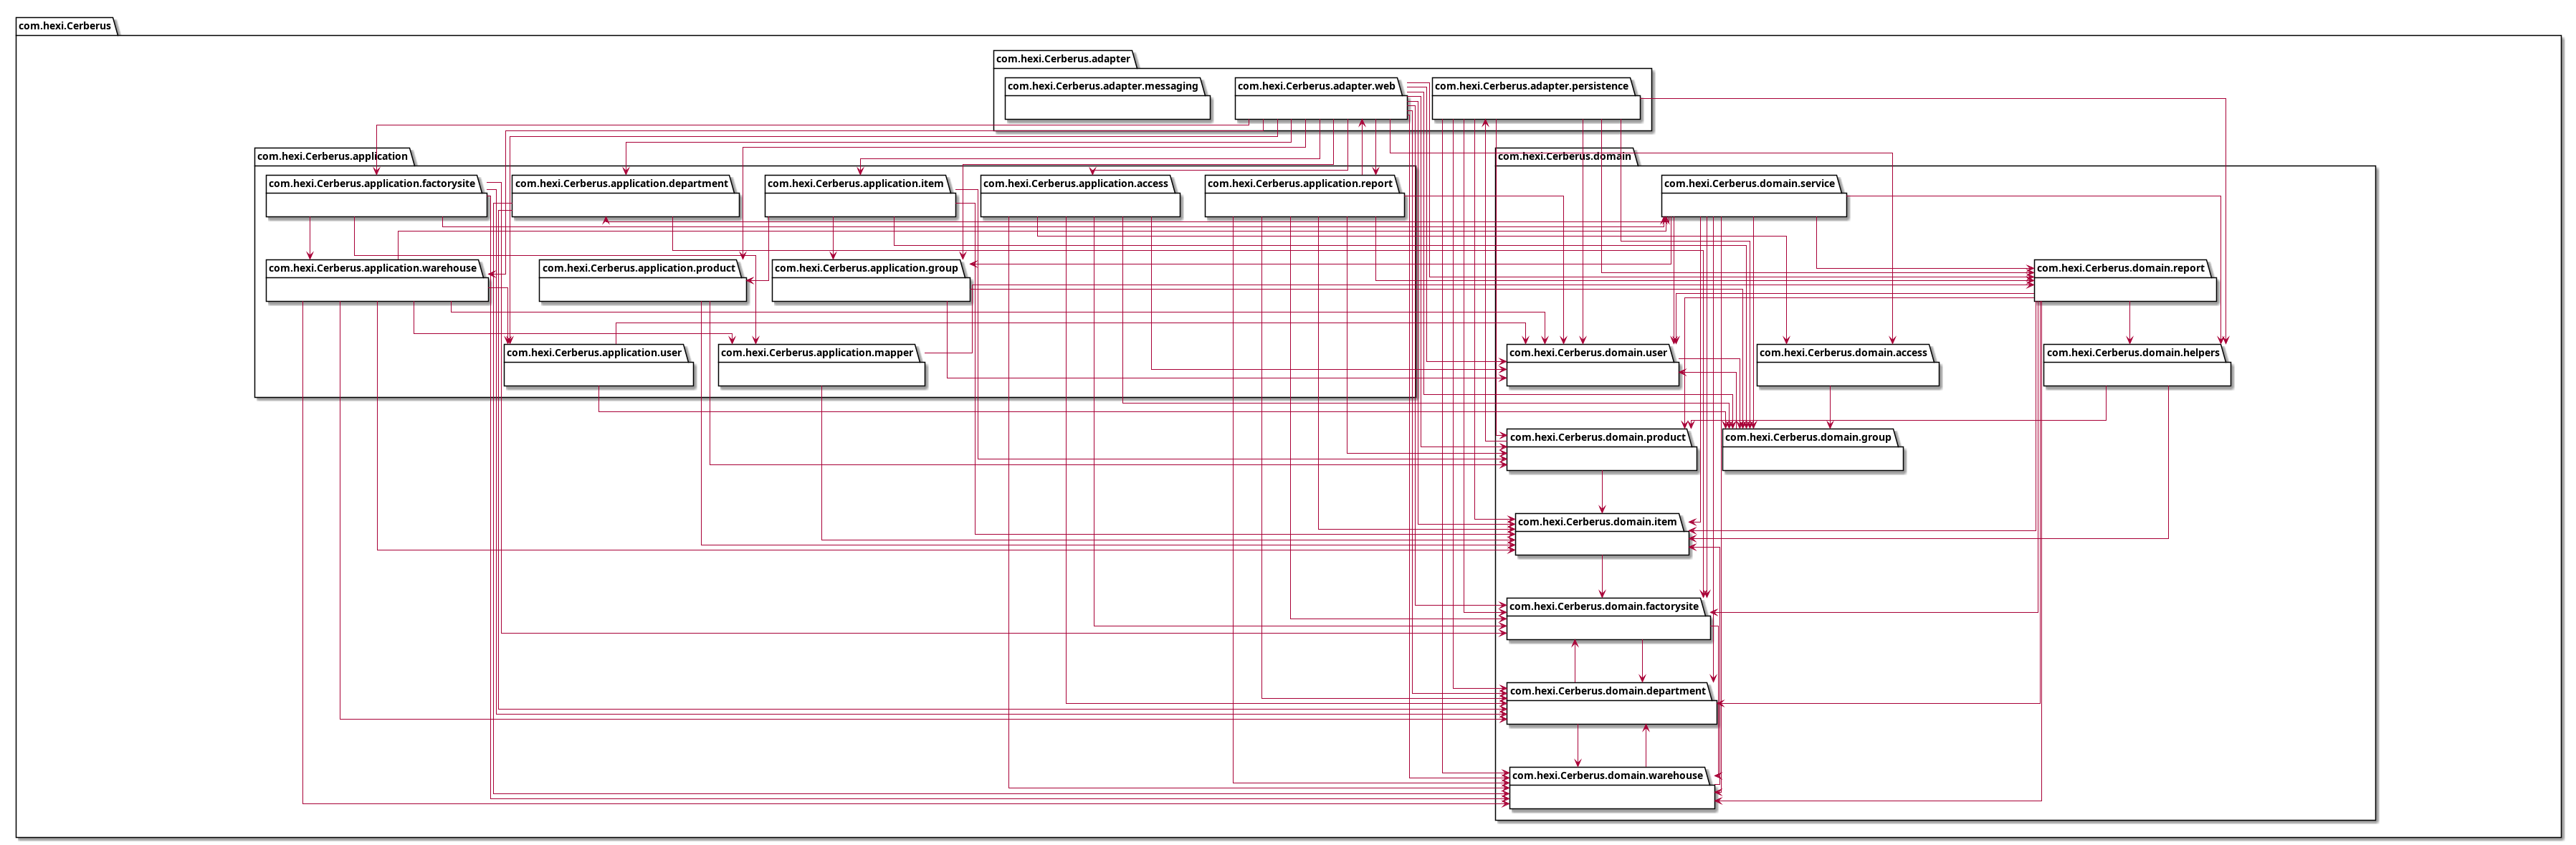 com.hexi.Cerberus
com.hexi.Cerberus.adapter
com.hexi.Cerberus.adapter.messaging
com.hexi.Cerberus.adapter.web
com.hexi.Cerberus.adapter.persistence
com.hexi.Cerberus.application
com.hexi.Cerberus.domain
com.hexi.Cerberus.application.factorysite
com.hexi.Cerberus.application.department
com.hexi.Cerberus.application.item
com.hexi.Cerberus.application.access
com.hexi.Cerberus.application.report
com.hexi.Cerberus.domain.service
com.hexi.Cerberus.application.warehouse
com.hexi.Cerberus.application.product
com.hexi.Cerberus.application.group
com.hexi.Cerberus.domain.report
com.hexi.Cerberus.application.user
com.hexi.Cerberus.application.mapper
com.hexi.Cerberus.domain.user
com.hexi.Cerberus.domain.access
com.hexi.Cerberus.domain.helpers
com.hexi.Cerberus.domain.product
com.hexi.Cerberus.domain.group
com.hexi.Cerberus.domain.item
com.hexi.Cerberus.domain.factorysite
com.hexi.Cerberus.domain.department
com.hexi.Cerberus.domain.warehouse